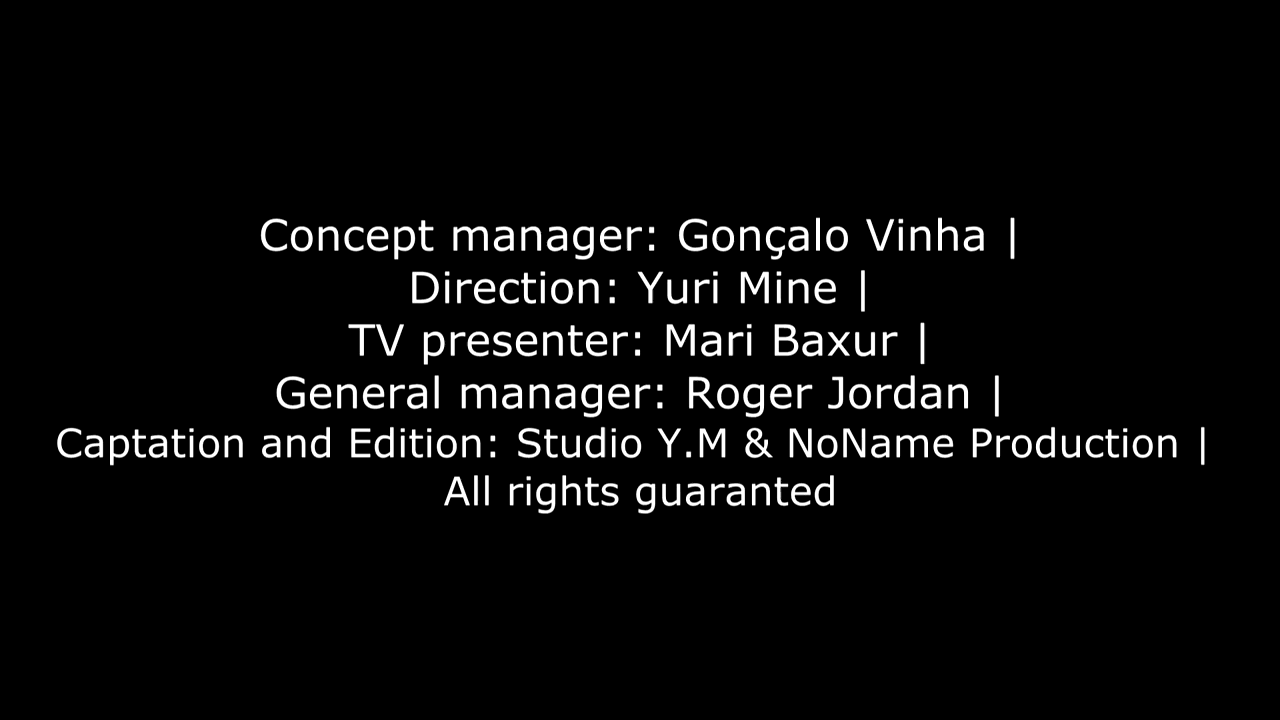 Concept manager: Gonçalo Vinha |
Direction: Yuri Mine |
TV presenter: Mari Baxur |
General manager: Roger Jordan |
Captation and Edition: Studio Y.M & NoName Production |
All rights guaranted